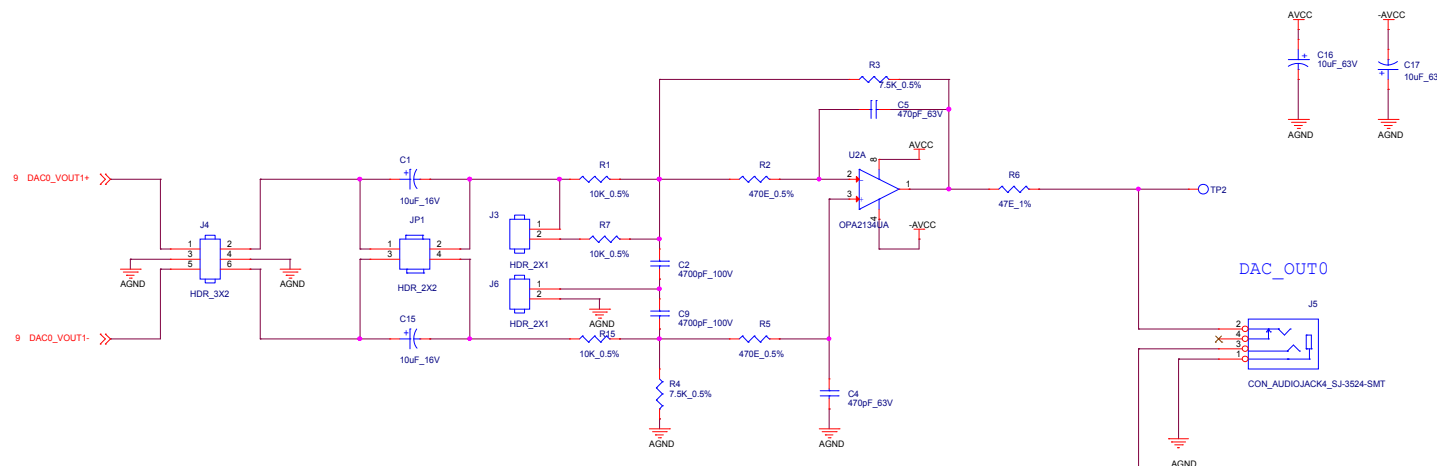 AVCC
-AVCC
C16
10uF_63V
C17
10uF_63
AGND
AGND
R3
7.5K_0.5%
C5
470pF_63V
U2A
AVCC
9 DAC0_VOUT1+
C1
10uF_16V
R1
10K_0.5%
R2
470E_0.5%
2
3
8
1
4
OPA2134UA
-AVCC
R6
47E_1%
TP2
J4
1 2
3 4
5 6
HDR_3X2
AGND
AGND
JP1
1 2
3 4
HDR_2X2
J3
1
2
HDR_2X1
R7
10K_0.5%
C2
4700pF_100V
J6
1
2
HDR_2X1
AGND
C9
4700pF_100V
DAC_OUT0
J5
2
4
3
1
CON_AUDIOJACK4_SJ-3524-SMT
9 DAC0_VOUT1-
C15
10uF_16V
R15
10K_0.5%
R5
470E_0.5%
R4
7.5K_0.5%
C4
470pF_63V
AGND
AGND
AGND